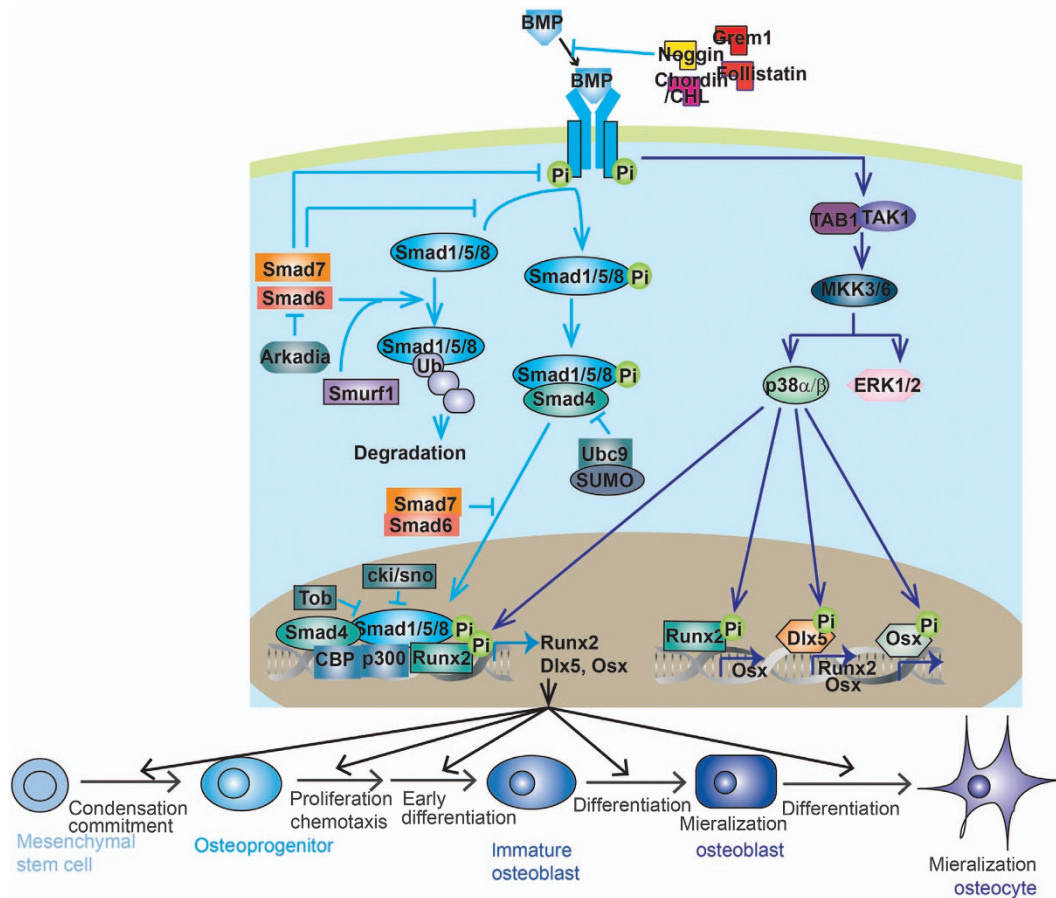 BMP
Grem1
Noggin
Follistatin
BMP
Chordin
/CHL
Pi
Pi
TAB1
TAK1
Smad1/5/8
Smad7
Smad1/5/8
Pi
MKK3/6
Smad6
Arkadia
Smad1/5/8
Ub
Smad1/5/8
Pi
p38α/β
ERK1/2
Smurf1
Smad4
Degradation
Ubc9
SUMO
Smad7
Smad6
cki/sno
Tob
Smad4
Smad1/5/8
Pi
Pi
CBP
p300
Runx2
Runx2
Dlx5, Osx
Runx2
Pi
Osx
Dlx5
Pi
Runx2
Osx
Osx
Pi
Condensation
commitment
Proliferation
chemotaxis
Early
differentiation
Differentiation
Mieralization
Differentiation
Mesenchymal
stem cell
Osteoprogenitor
Immature
osteoblast
osteoblast
Mieralization
osteocyte